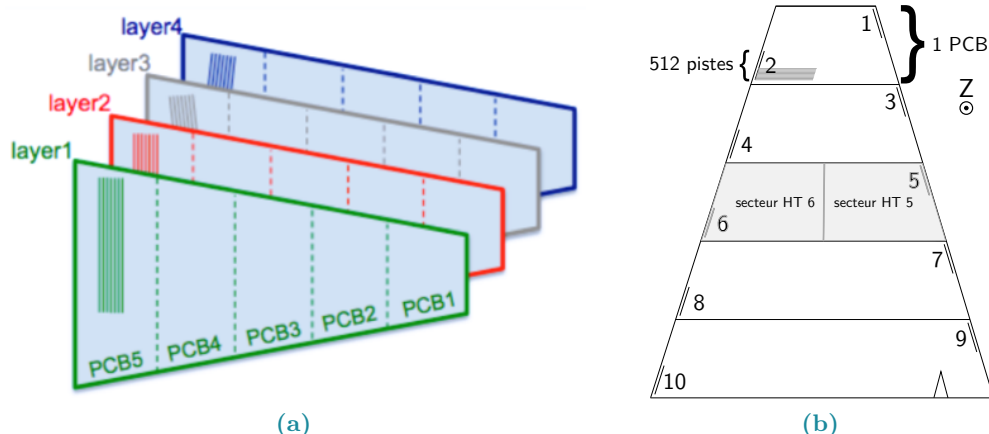 layer4
layer3
layer2
layer1
PCB5
PCB4
PCB3
PCB2
PCB1
(a)
1
1 PCB
512 pistes
2
3
Z
4
5
secteur HT 6
secteur HT 5
6
7
8
9
10
(b)